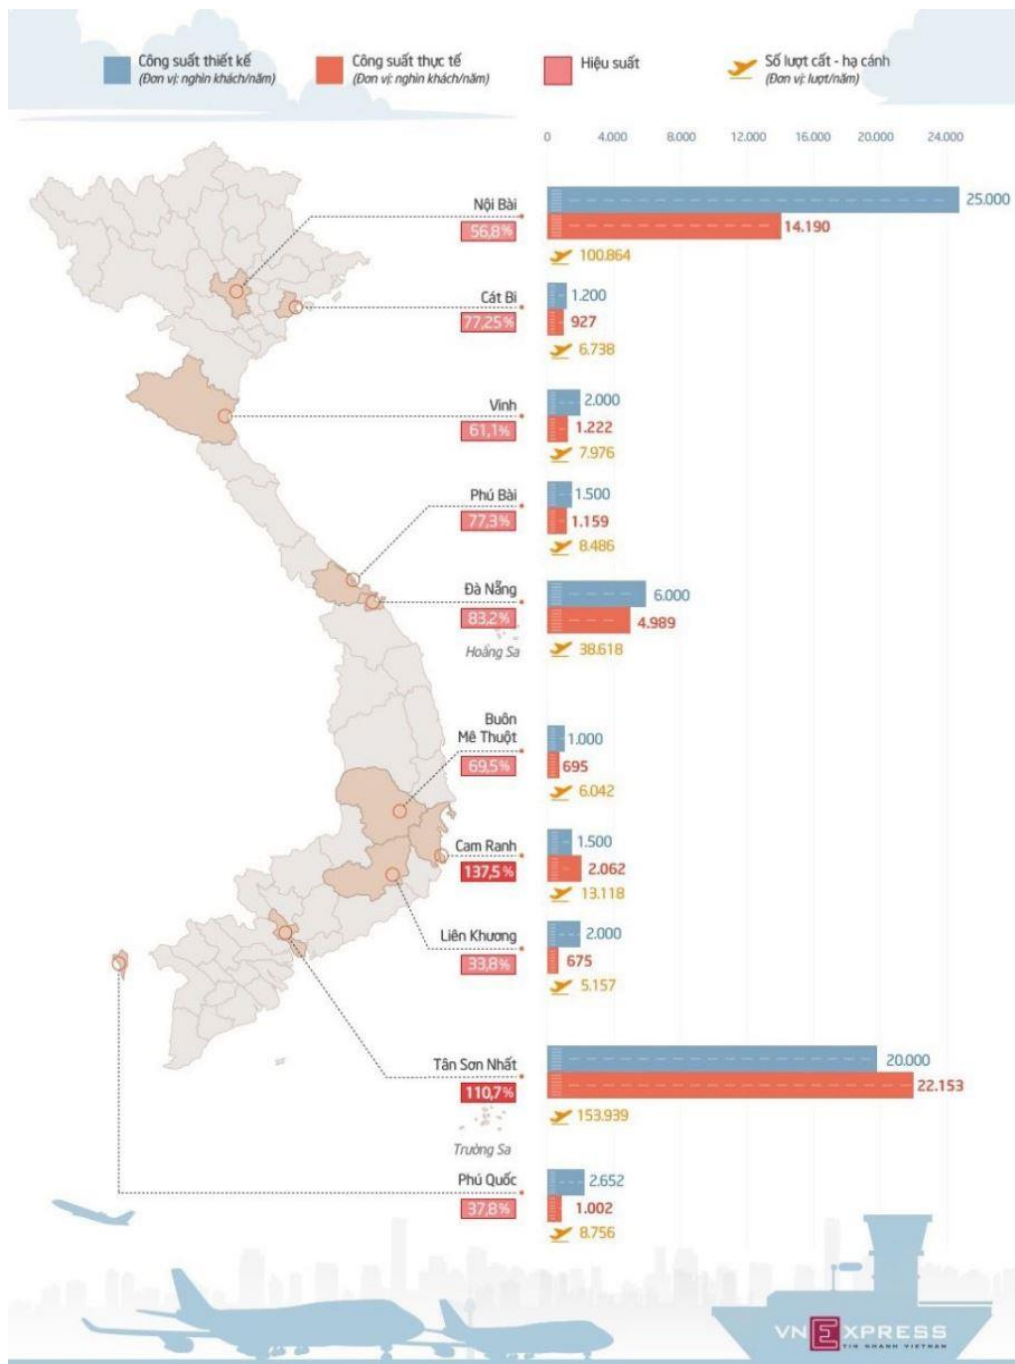 Công suất thiết kế
(Đơn vị: nghìn khách/năm)
Công suất thực tế
(Đơn vị: nghìn khách/năm)
Hiệu suất
Số lượt cất - hạ cánh
(Đơn vị: lượt/năm)
0 4.000 8.000 12.000 16.000 20.000 24.000
Nội Bài
56,8%
25.000
14.190
100.864
Cát Bi
77,25%
1.200
927
6.738
Vinh
61,1%
2.000
1.222
7.976
Phú Bài
77,3%
1.500
1.159
8.486
Đà Nẵng
83,2%
6.000
4.989
38.618
Hoàng Sa
Buôn
Mê Thuột
69,5%
1.000
695
6.042
Cam Ranh
137,5%
1.500
2.062
13.118
Liên Khương
33,8%
2.000
675
5.157
Tân Sơn Nhất
110,7%
20.000
22.153
153.939
Trường Sa
Phú Quốc
37,8%
2.652
1.002
8.756
VNEXPRESS
TIN NHANH VIETNAM